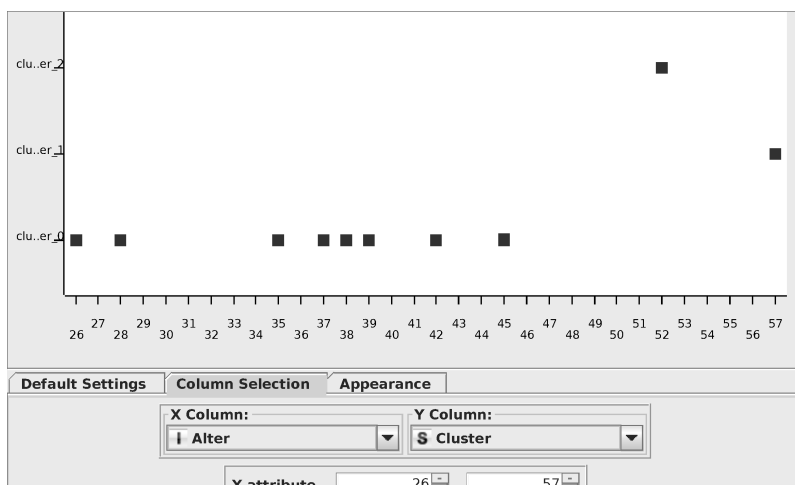 clu..er_2
clu..er_1
clu..er_0
27 29 31 33 35 37 39 41 43 45 47 49 51 53 55 57
26 28 30 32 34 36 38 40 42 44 46 48 50 52 54 56
Default Settings Column Selection Appearance
X Column: Y Column:
I Alter S Cluster
X attribute 26 57